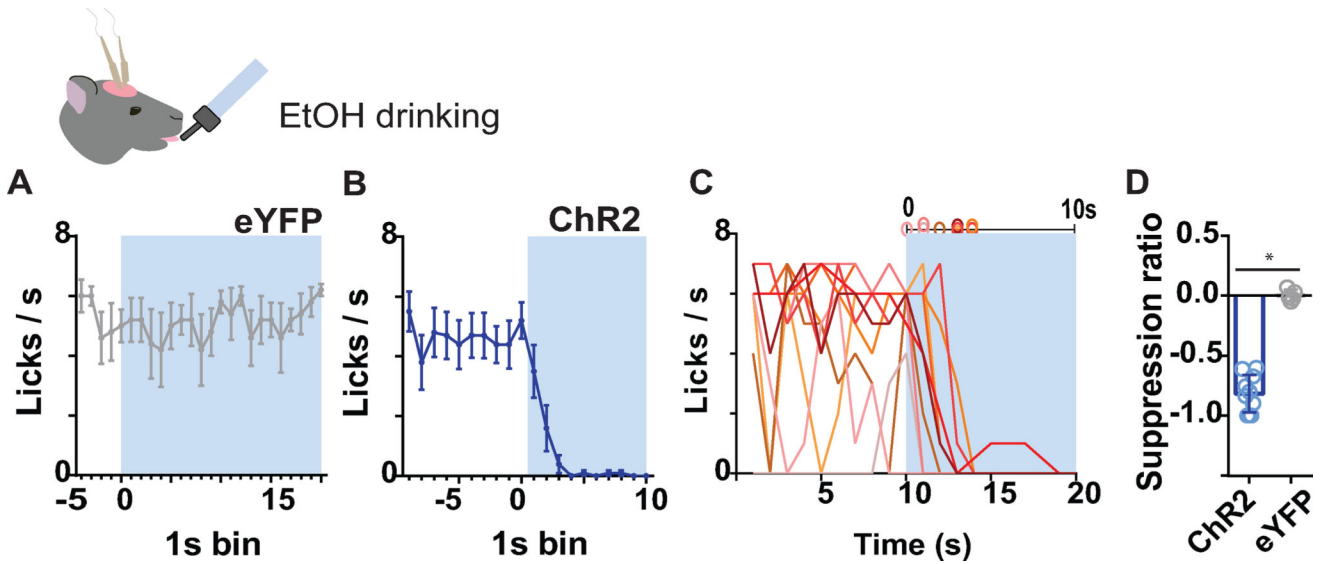 EtOH drinking
A
eYFP
8
Licks / s
0
-5
0
15
1s bin
B
ChR2
8
Licks / s
0
-5
0
10
1s bin
C
0
10s
8
Licks / s
0
5
10
15
20
Time (s)
D
*
Suppression ratio
0.5
0.0
-0.5
-1.0
ChR2
eYFP